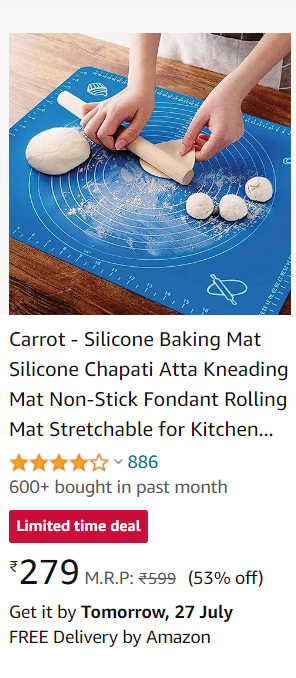 Carrot - Silicone Baking Mat
Silicone Chapati Atta Kneading
Mat Non-Stick Fondant Rolling
Mat Stretchable for Kitchen...
886
600+ bought in past month
Limited time deal
₹279 M.R.P: ₹599 (53% off)
Get it by Tomorrow, 27 July
FREE Delivery by Amazon